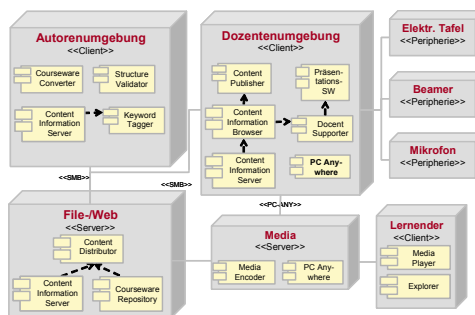 Autorenumgebung
<<Client>>
Courseware
Converter
Structure
Validator
Content
Information
Server
Keyword
Tagger
Dozentenumgebung
<<Client>>
Content
Publisher
Präsen-
tations-
SW
Content
Information
Browser
Docent
Supporter
Content
Information
Server
PC Any-
where
Elektr. Tafel
<<Peripherie>>
Beamer
<<Peripherie>>
Mikrofon
<<Peripherie>>
<<SMB>>
<<SMB>>
<<PC-ANY>>
File-/Web
<<Server>>
Content
Distributor
Content
Information
Server
Courseware
Repository
Media
<<Server>>
Media
Encoder
PC Any-
where
Lernender
<<Client>>
Media
Player
Explorer